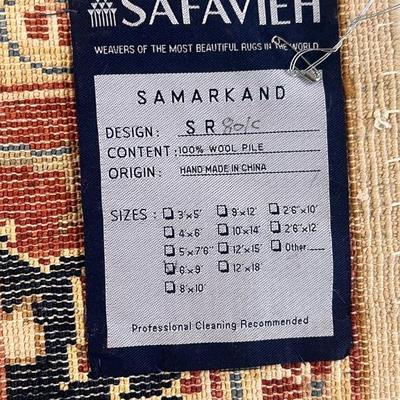 SAFAVIEH
WEAVERS OF THE MOST BEAUTIFUL RUGS IN THE WORLD
SAMARKAND
DESIGN: SR 801C
CONTENT: 100% WOOL PILE
ORIGIN: HAND MADE IN CHINA
SIZES: 3'x5' 9'x12' 2'6"x10'
4'x6' 10'x14' 2'6"x12'
5'x7'6" 12'x15' Other
6'x9' 12'x18'
8'x10'
Professional Cleaning Recommended